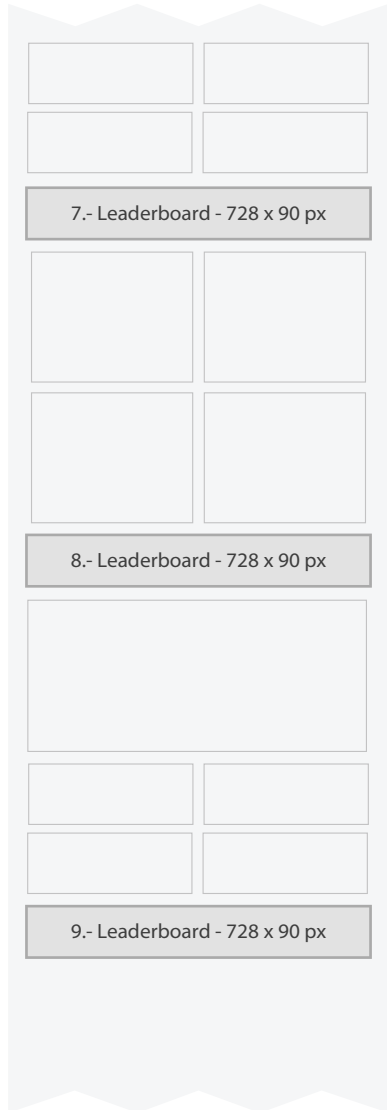 7.- Leaderboard - 728 x 90 px
8.- Leaderboard - 728 x 90 px
9.- Leaderboard - 728 x 90 px